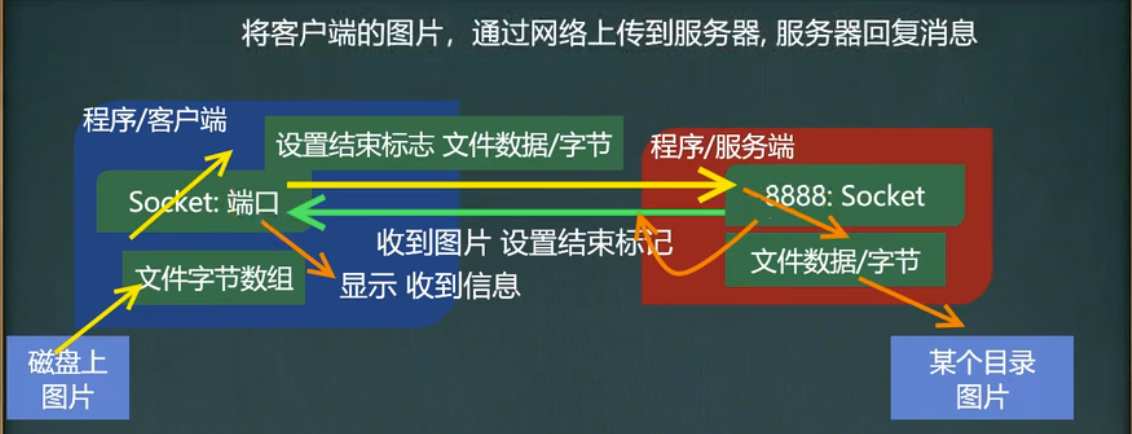 将客户端的图片，通过网络上传到服务器, 服务器回复消息
程序/客户端
设置结束标志 文件数据/字节
程序/服务端
Socket: 端口
8888: Socket
收到图片 设置结束标记
文件数据/字节
文件字节数组
显示 收到信息
磁盘上
图片
某个目录
图片